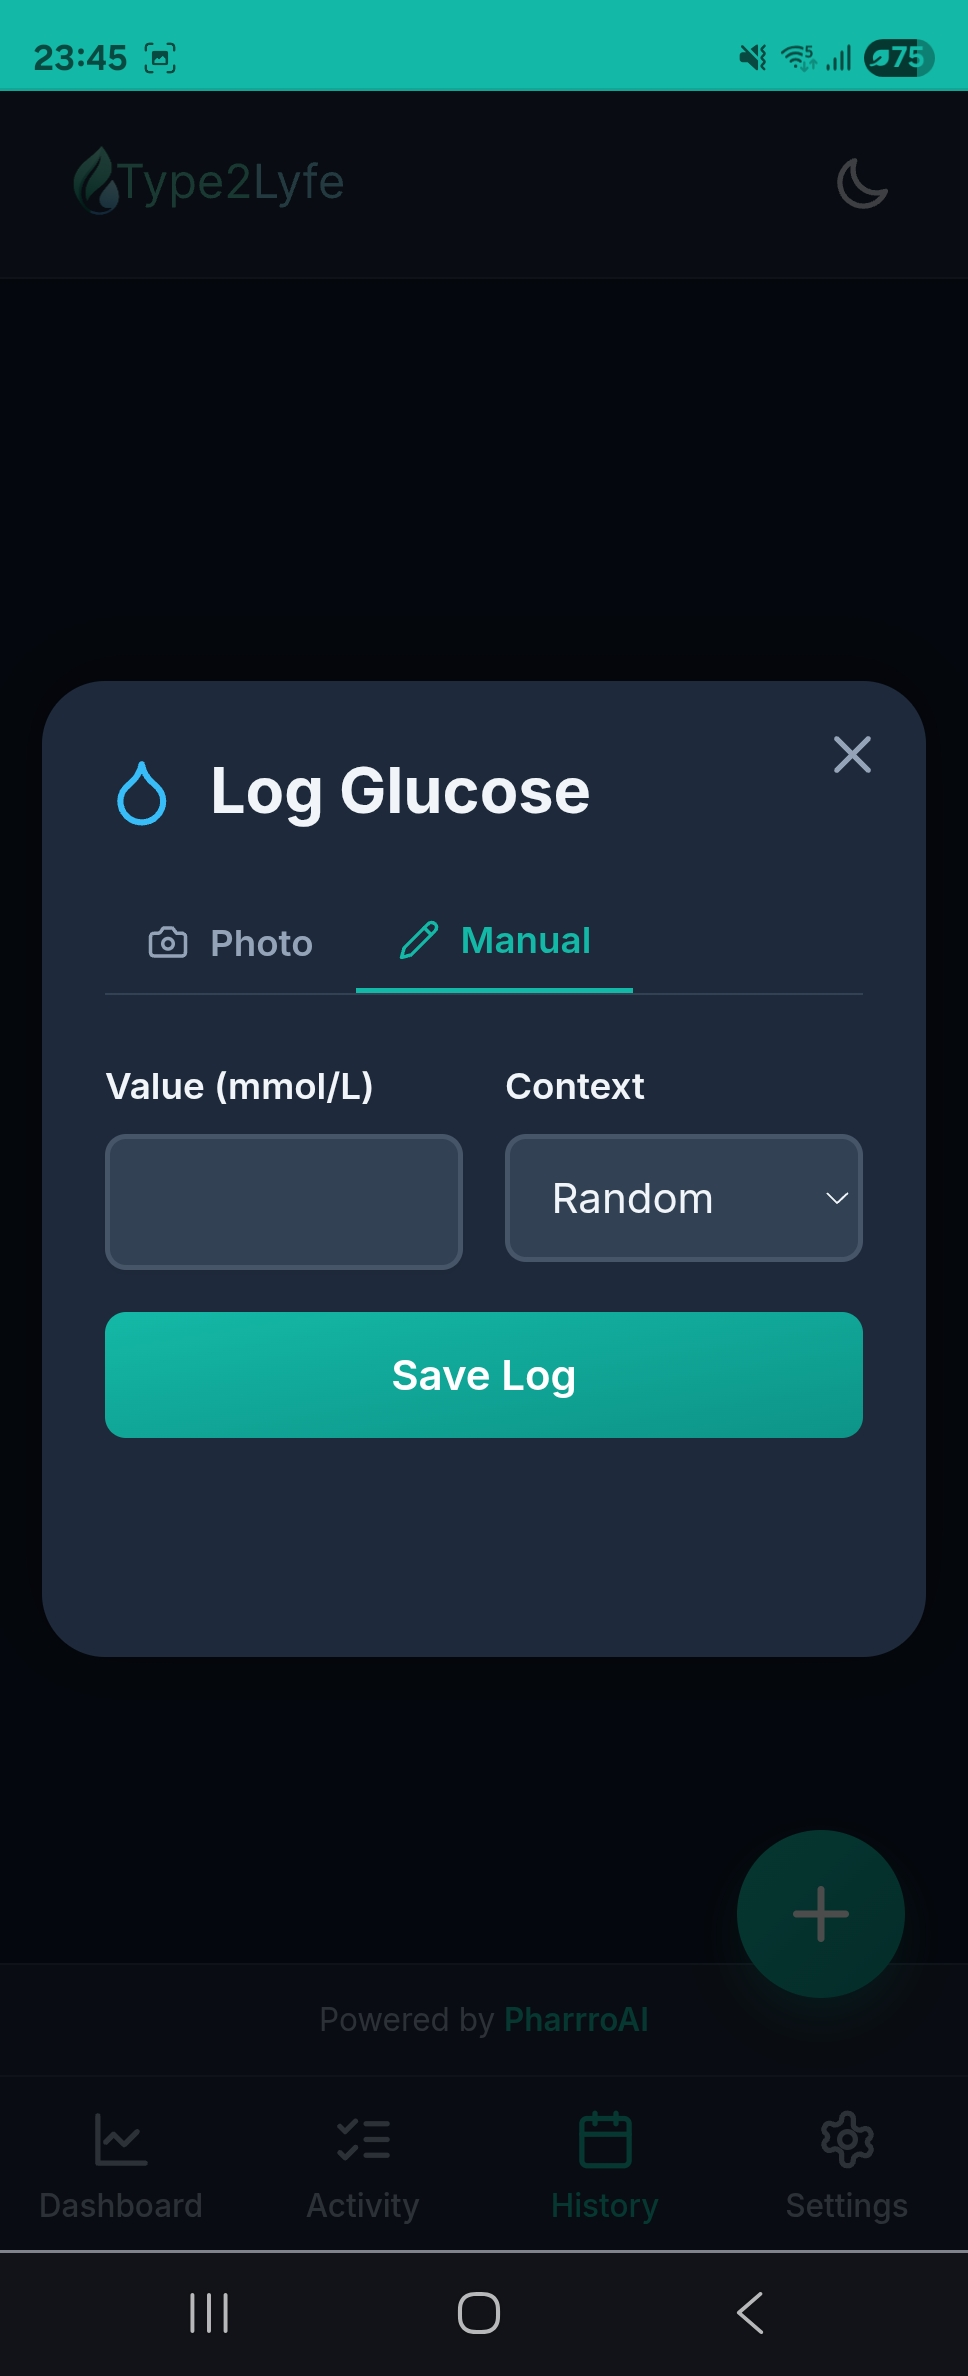 23:45
5
75
Type2Lyfe
Log Glucose
Photo Manual
Value (mmol/L) Context
Random
Save Log
Powered by PharrroAI
Dashboard Activity History Settings